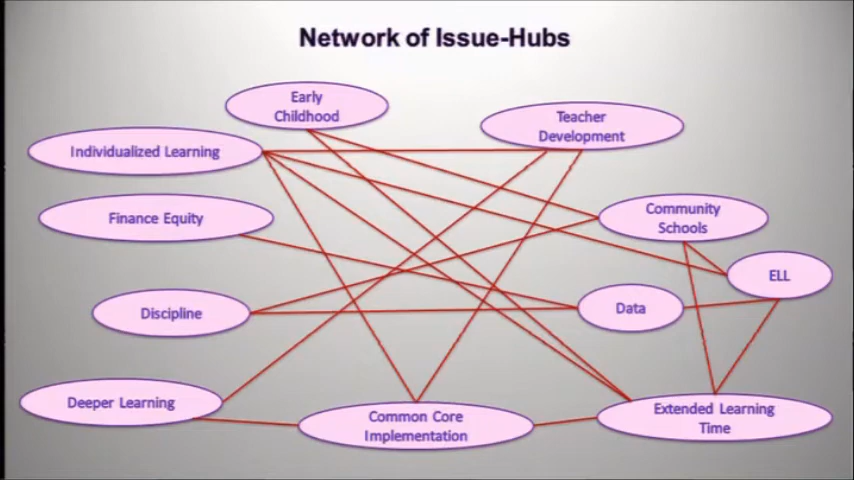 Network of Issue-Hubs
Early
Childhood
Teacher
Development
Individualized Learning
Finance Equity
Community
Schools
ELL
Discipline
Data
Deeper Learning
Common Core
Implementation
Extended Learning
Time